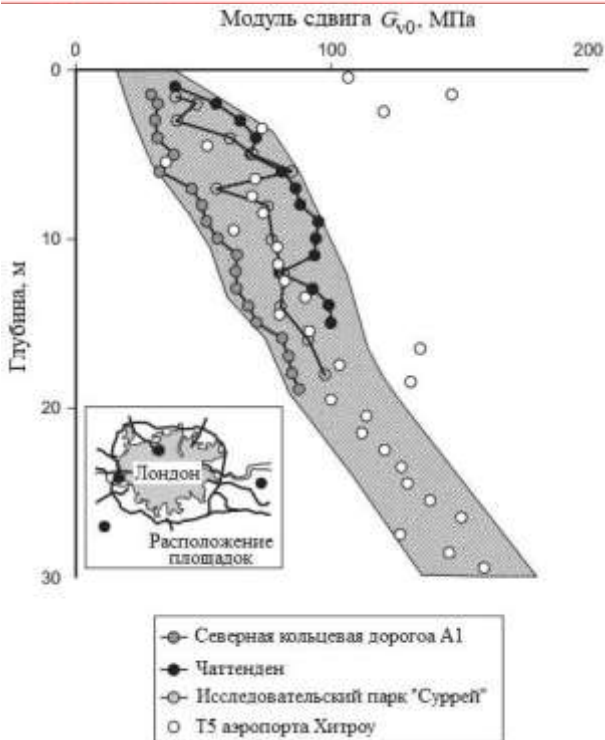 Модуль сдвига Gv0, МПа
0 100 200
0
10
20
30
Глубина, м
Лондон
Расположение
площадок
Северная кольцевая дорогоа А1
Чаттенден
Исследовательский парк "Суррей"
Т5 аэропорта Хитроу